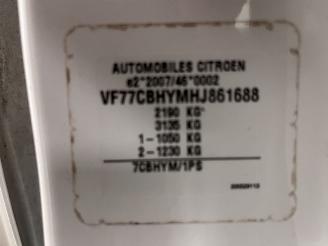 AUTOMOBILES CITROEN
e2*2007/46*0002
VF77CBHYMHJ861688
2190 KG
3135 KG
1-1050 KG
2-1230 KG
7CBHYM/1PS